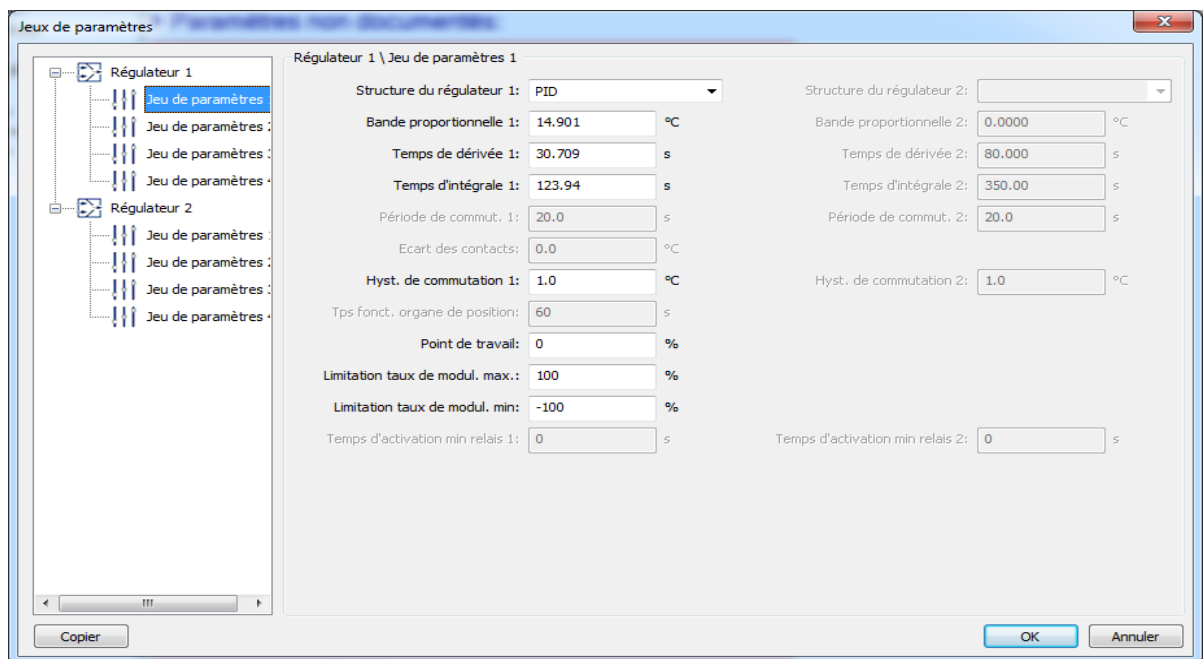 Paramètres non documentés:
Jeux de paramètres
Régulateur 1
Jeu de paramètres
Jeu de paramètres 2
Jeu de paramètres
Jeu de paramètres
Régulateur 2
Jeu de paramètres
Jeu de paramètres 2
Jeu de paramètres
Jeu de paramètres
Régulateur 1 \ Jeu de paramètres 1
Structure du régulateur 1: PID Structure du régulateur 2:
Bande proportionnelle 1: 14.901 °C Bande proportionnelle 2: 0.0000 °C
Temps de dérivée 1: 30.709 s Temps de dérivée 2: 80.000 s
Temps d'intégrale 1: 123.94 s Temps d'intégrale 2: 350.00 s
Période de commut. 1: 20.0 s Période de commut. 2: 20.0 s
Ecart des contacts: 0.0 °C
Hyst. de commutation 1: 1.0 °C Hyst. de commutation 2: 1.0 °C
Tps fonct. organe de position: 60 s
Point de travail: 0 %
Limitation taux de modul. max.: 100 %
Limitation taux de modul. min: -100 %
Temps d'activation min relais 1: 0 s Temps d'activation min relais 2: 0 s
Copier OK Annuler